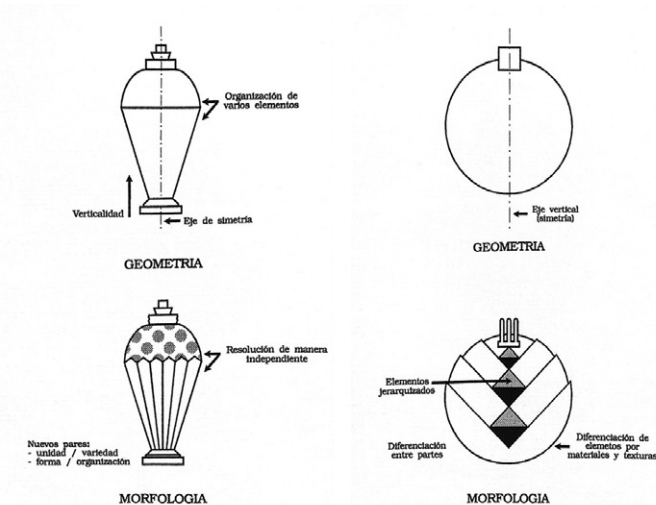 Organización de
varios elementos
Verticalidad
Eje de simetría
GEOMETRIA
Eje vertical
(simetría)
GEOMETRIA
Resolución de manera
independiente
Nuevos pares:
- unidad / variedad
- forma / organización
MORFOLOGIA
Elementos
jerarquizados
Diferenciación
entre partes
Diferenciación de
elemetos por
materiales y texturas
MORFOLOGIA